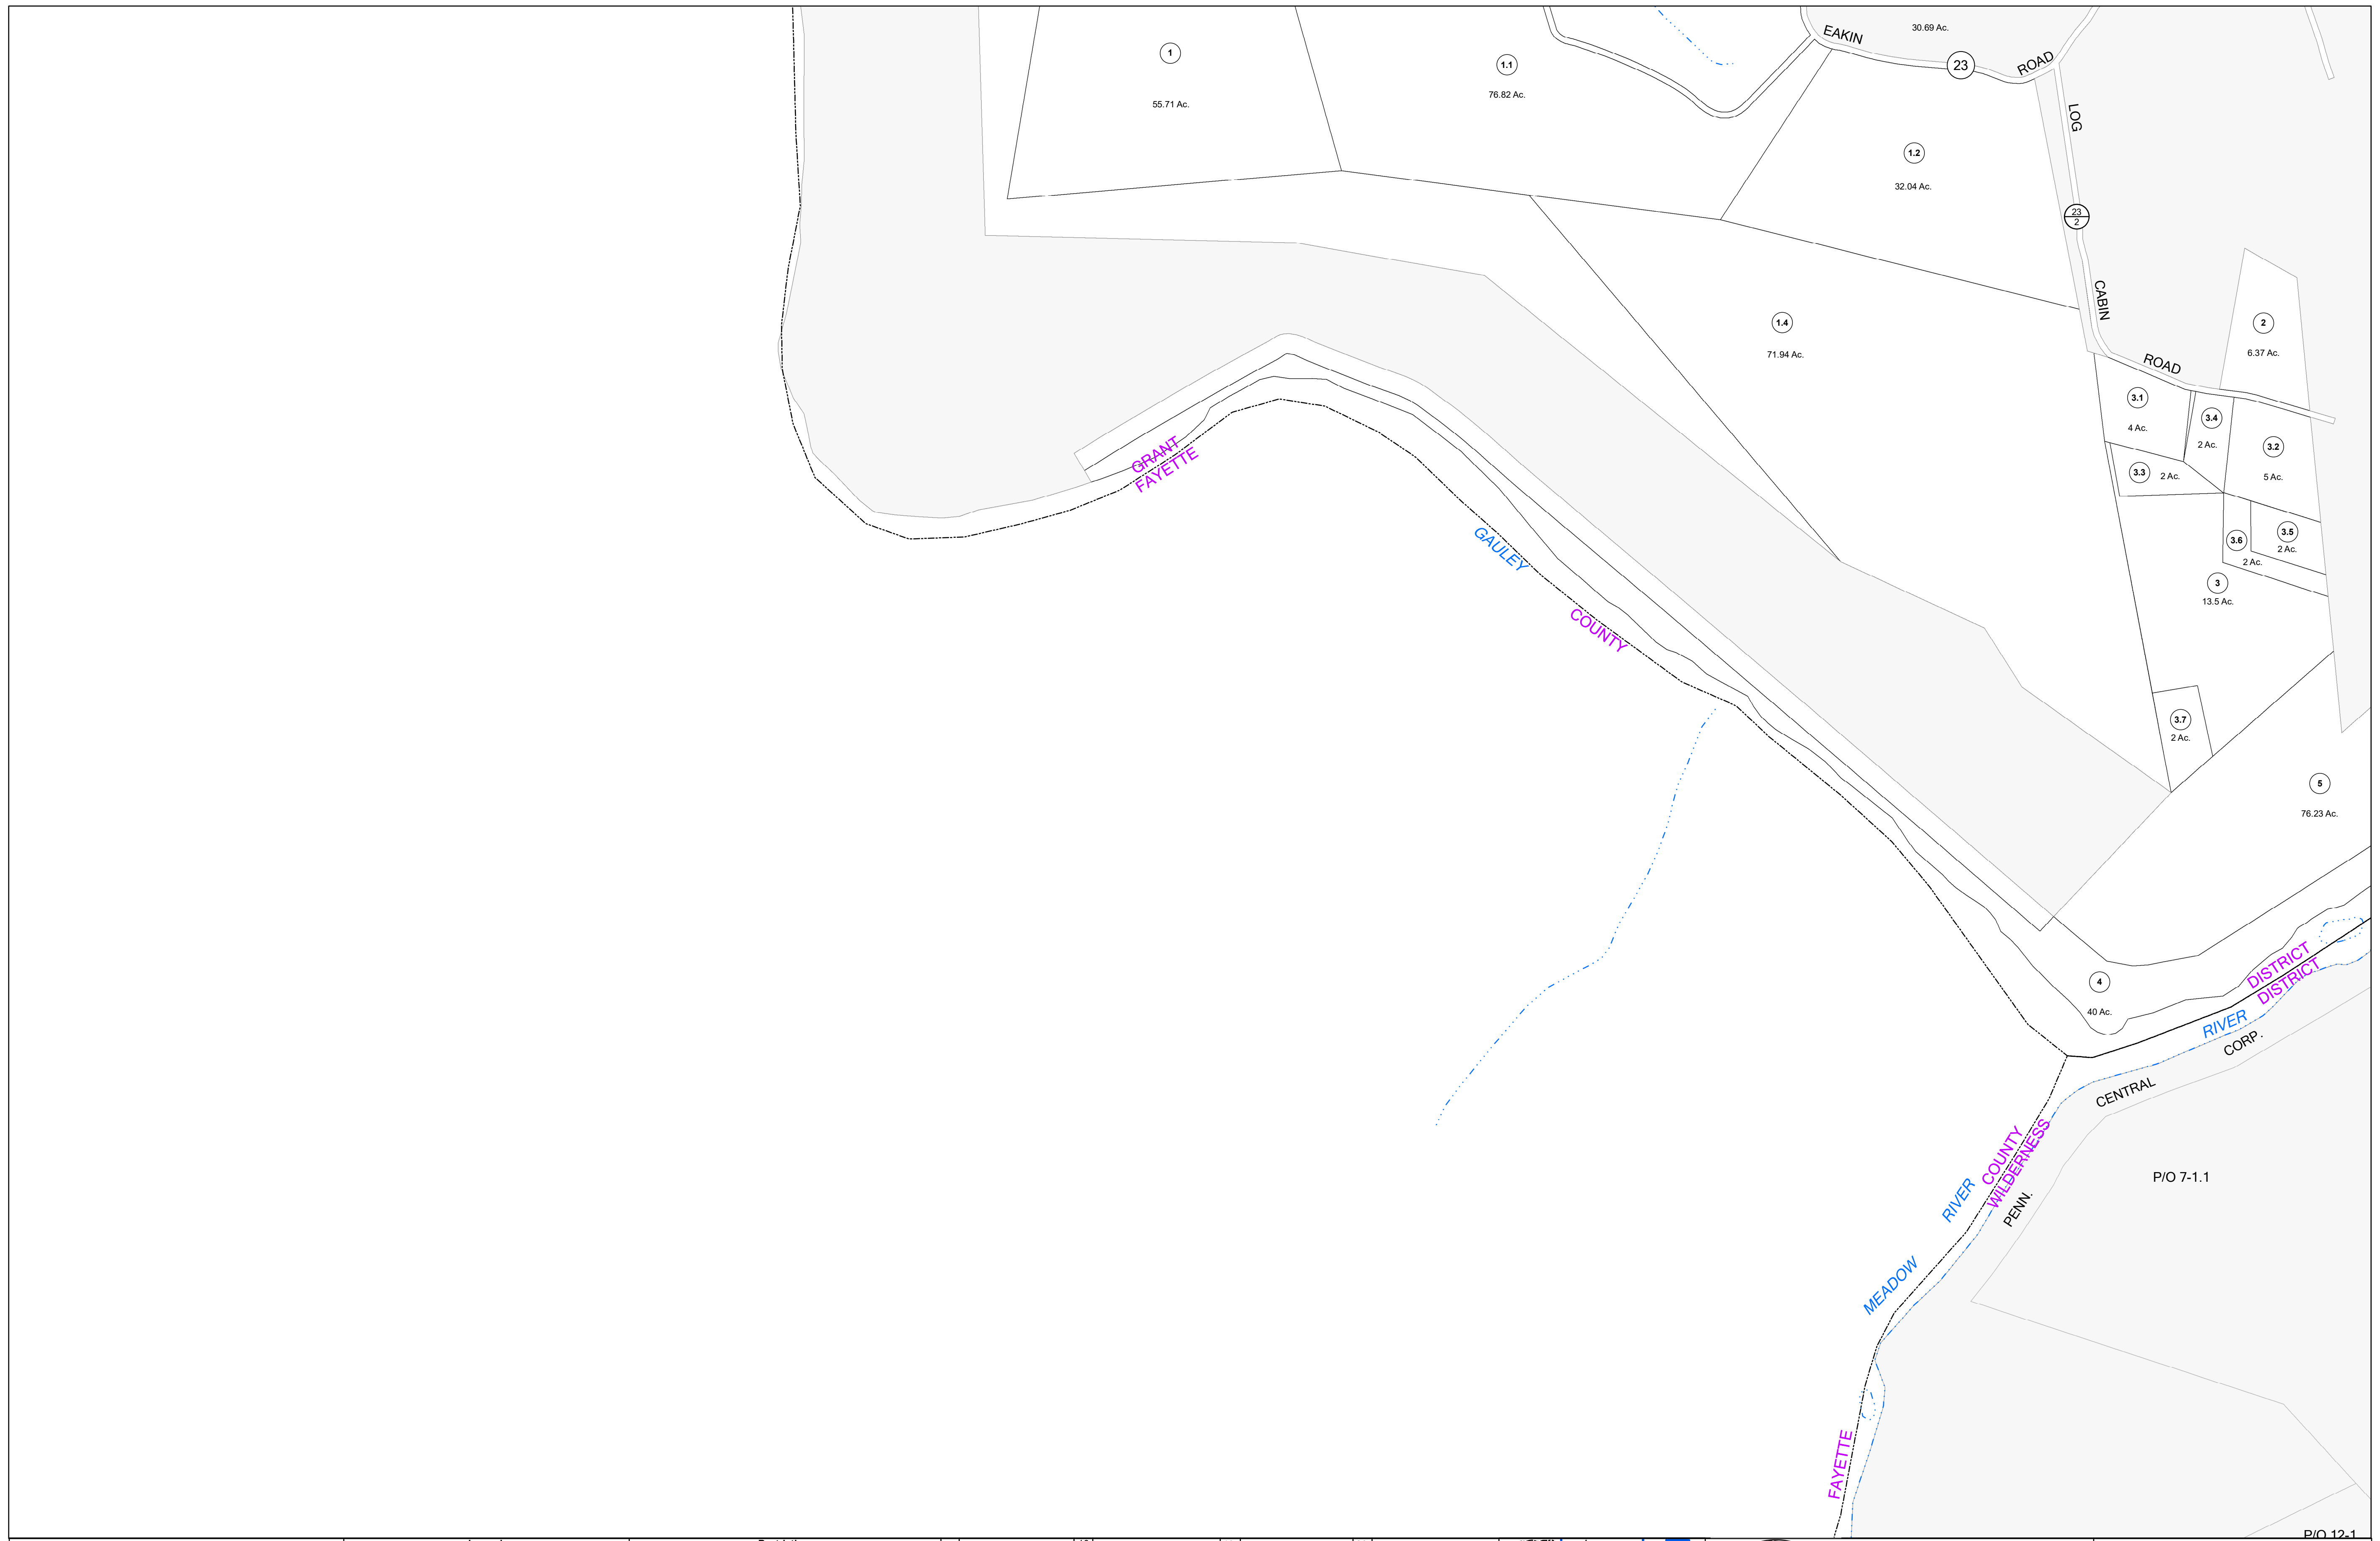 30.69 Ac.
EAKIN
23
ROAD
1
55.71 Ac.
1.1
76.82 Ac.
LOG
1.2
32.04 Ac.
23
2
CABIN
ROAD
1.4
71.94 Ac.
2
6.37 Ac.
3.1
4 Ac.
3.4
2 Ac.
3.2
5 Ac.
3.3
2 Ac.
GRANT
FAYETTE
GAULEY
COUNTY
3.5
2 Ac.
3.6
2 Ac.
3
13.5 Ac.
3.7
2 Ac.
5
76.23 Ac.
4
40 Ac.
DISTRICT
DISTRICT
RIVER
CORP.
CENTRAL
PENN.
COUNTY
WILDERNESS
P/O 7-1.1
RIVER
MEADOW
FAYETTE
P/O 12-1